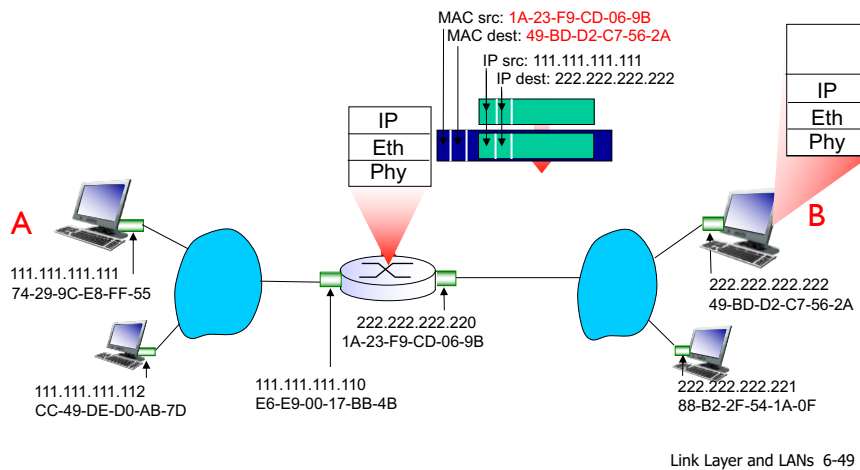 MAC src: 1A-23-F9-CD-06-9B
MAC dest: 49-BD-D2-C7-56-2A
IP src: 111.111.111.111
IP dest: 222.222.222.222
IP
Eth
Phy
IP
Eth
Phy
A
B
111.111.111.111
74-29-9C-E8-FF-55
222.222.222.222
49-BD-D2-C7-56-2A
222.222.222.220
1A-23-F9-CD-06-9B
111.111.111.112
CC-49-DE-D0-AB-7D
111.111.111.110
E6-E9-00-17-BB-4B
222.222.222.221
88-B2-2F-54-1A-0F
Link Layer and LANs 6-49